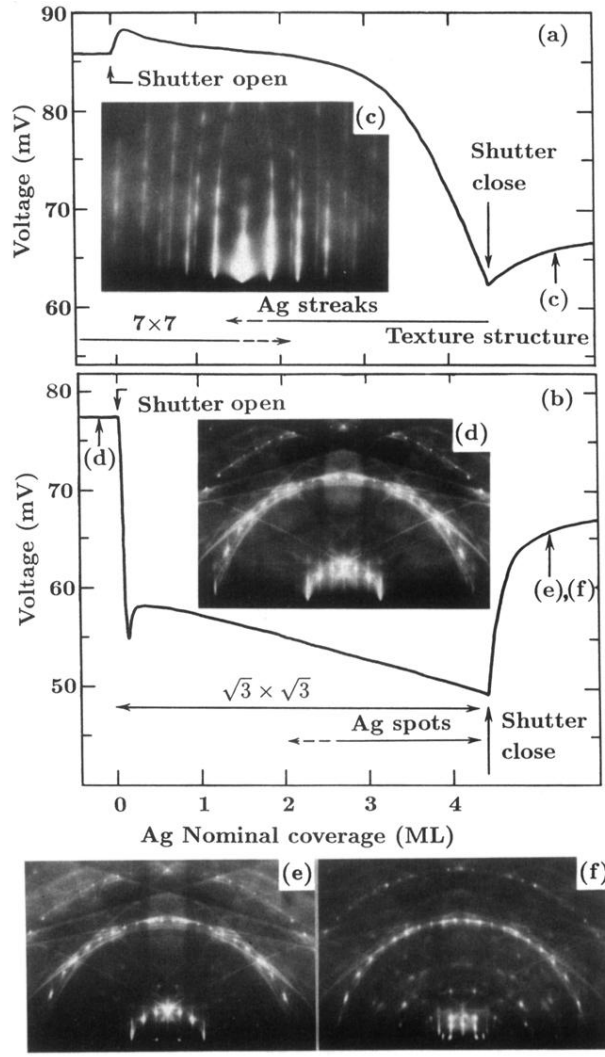 90
(a)
Shutter open
80
(c)
Shutter
close
Voltage (mV)
70
60
Ag streaks
(c)
7×7
Texture structure
80
Shutter open
(b)
(d)
(d)
70
Voltage (mV)
60
(e),(f)
√3 × √3
50
Ag spots
Shutter
close
0 1 2 3 4
Ag Nominal coverage (ML)
(e)
(f)